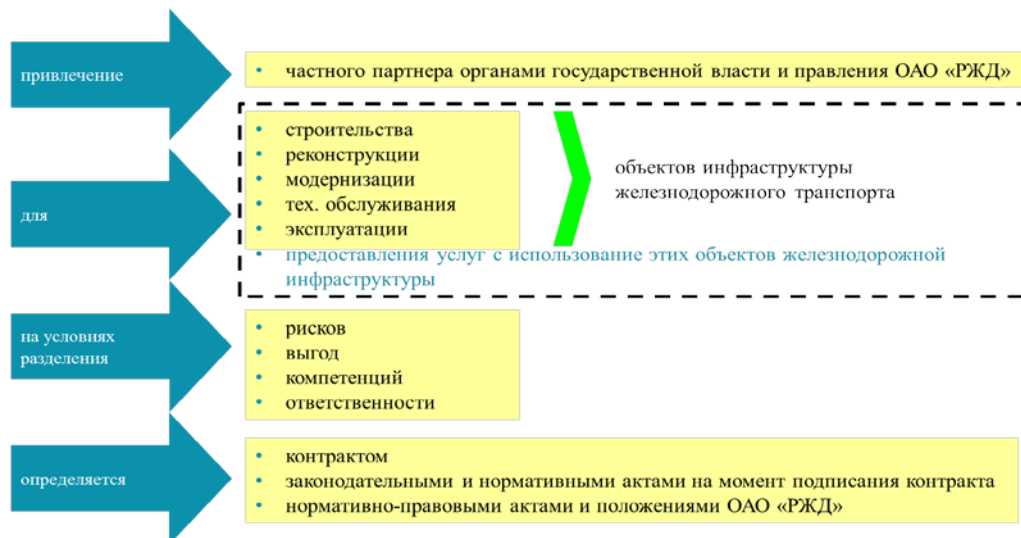 привлечение
• частного партнера органами государственной власти и правления ОАО «РЖД»
для
• строительства
• реконструкции
• модернизации
• тех. обслуживания
• эксплуатации
объектов инфраструктуры
железнодорожного транспорта
• предоставления услуг с использование этих объектов железнодорожной
инфраструктуры
на условиях
разделения
• рисков
• выгод
• компетенций
• ответственности
определяется
• контрактом
• законодательными и нормативными актами на момент подписания контракта
• нормативно-правовыми актами и положениями ОАО «РЖД»